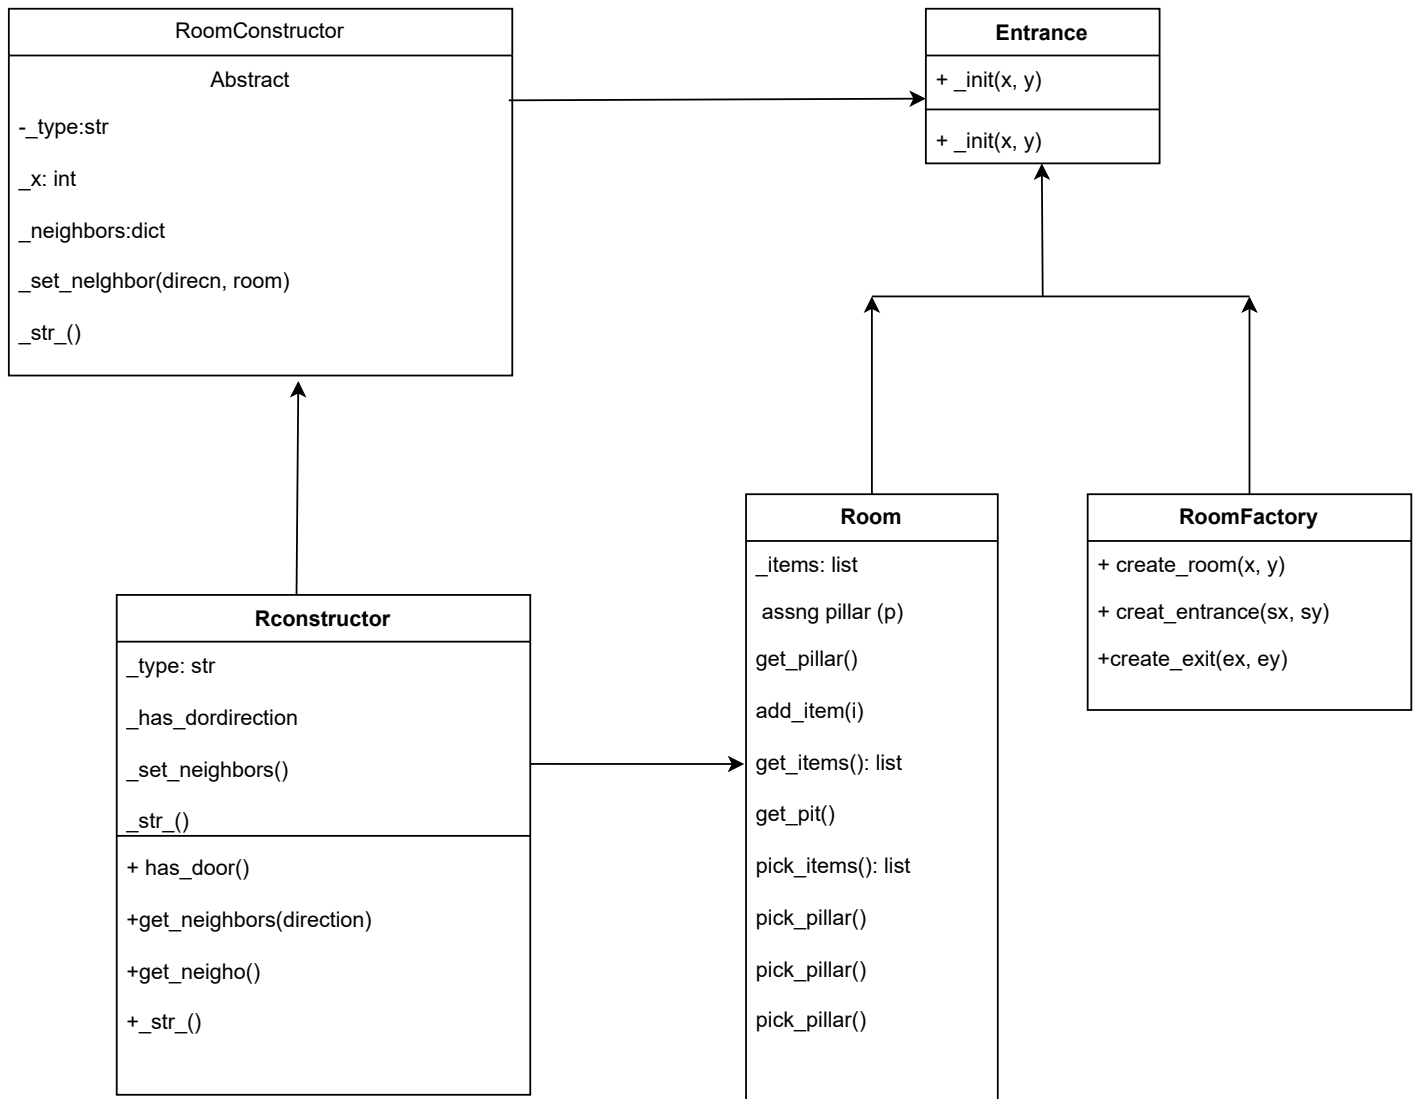 RoomConstructor
Abstract
-_type:str
_x: int
_neighbors:dict
_set_nelghbor(direcn, room)
_str_()
Entrance
+ _init(x, y)
+ _init(x, y)
Rconstructor
_type: str
_has_dordirection
_set_neighbors()
_str_()
+ has_door()
+get_neighbors(direction)
+get_neigho()
+_str_()
Room
_items: list
assng pillar (p)
get_pillar()
add_item(i)
get_items(): list
get_pit()
pick_items(): list
pick_pillar()
pick_pillar()
pick_pillar()
RoomFactory
+ create_room(x, y)
+ creat_entrance(sx, sy)
+create_exit(ex, ey)